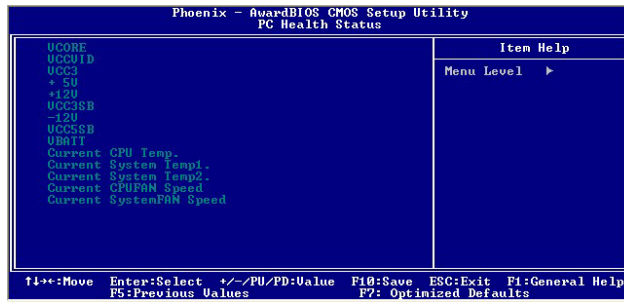 Phoenix - AwardBIOS CMOS Setup Utility
PC Health Status
VCORE
VCCVID
VCC3
+ 5V
+12V
VCC3SB
-12V
VCC5SB
VBATT
Current CPU Temp.
Current System Temp1.
Current System Temp2.
Current CPUFAN Speed
Current SystemFAN Speed
Item Help
Menu Level ▶
↑↓→←:Move Enter:Select +/-/PU/PD:Value F10:Save ESC:Exit F1:General Help
F5:Previous Values F7: Optimized Defaults